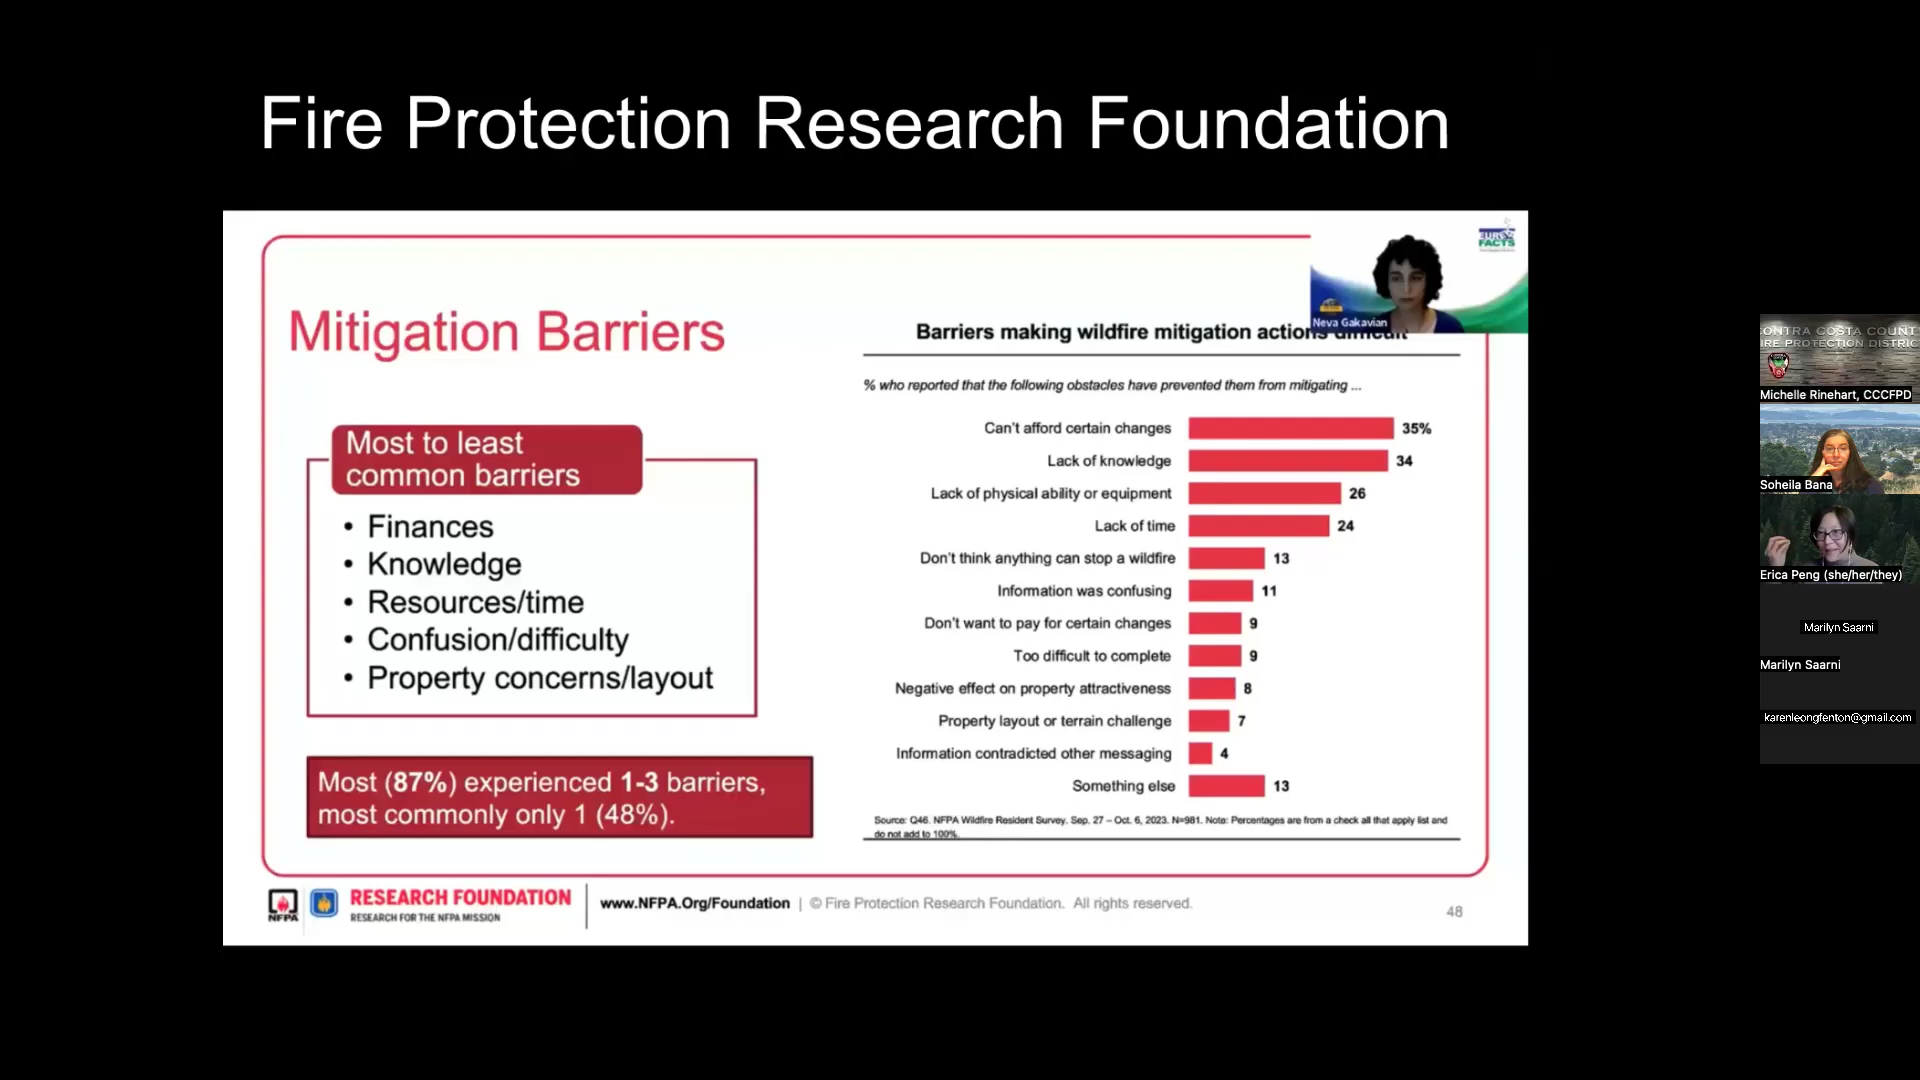 Fire Protection Research Foundation
EUR
FACTS
Neva Gakavian
Mitigation Barriers
Most to least
common barriers
• Finances
• Knowledge
• Resources/time
• Confusion/difficulty
• Property concerns/layout
Most (87%) experienced 1-3 barriers,
most commonly only 1 (48%).
Barriers making wildfire mitigation actions difficult
% who reported that the following obstacles have prevented them from mitigating ...
Can't afford certain changes 35%
Lack of knowledge 34
Lack of physical ability or equipment 26
Lack of time 24
Don't think anything can stop a wildfire 13
Information was confusing 11
Don't want to pay for certain changes 9
Too difficult to complete 9
Negative effect on property attractiveness 8
Property layout or terrain challenge 7
Information contradicted other messaging 4
Something else 13
Source: Q46. NFPA Wildfire Resident Survey. Sep. 27 – Oct. 6, 2023. N=981. Note: Percentages are from a check all that apply list and
do not add to 100%.
NFPA
RESEARCH FOUNDATION
RESEARCH FOR THE NFPA MISSION
www.NFPA.Org/Foundation | © Fire Protection Research Foundation. All rights reserved.
48
ONTRA COSTA COUNT
IRE PROTECTION DISTRIC
Michelle Rinehart, CCCFPD
Soheila Bana
Erica Peng (she/her/they)
Marilyn Saarni
Marilyn Saarni
karenleongfenton@gmail.com